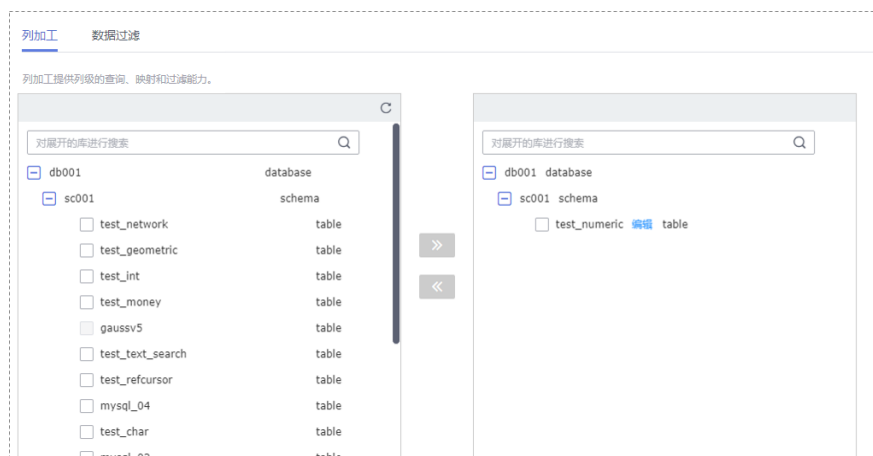 列加工 数据过滤
列加工提供列级的查询、映射和过滤能力。
对展开的库进行搜索
db001 database
sc001 schema
test_network table
test_geometric table
test_int table
test_money table
gaussv5 table
test_text_search table
test_refcursor table
mysql_04 table
test_char table
对展开的库进行搜索
db001 database
sc001 schema
test_numeric 编辑 table